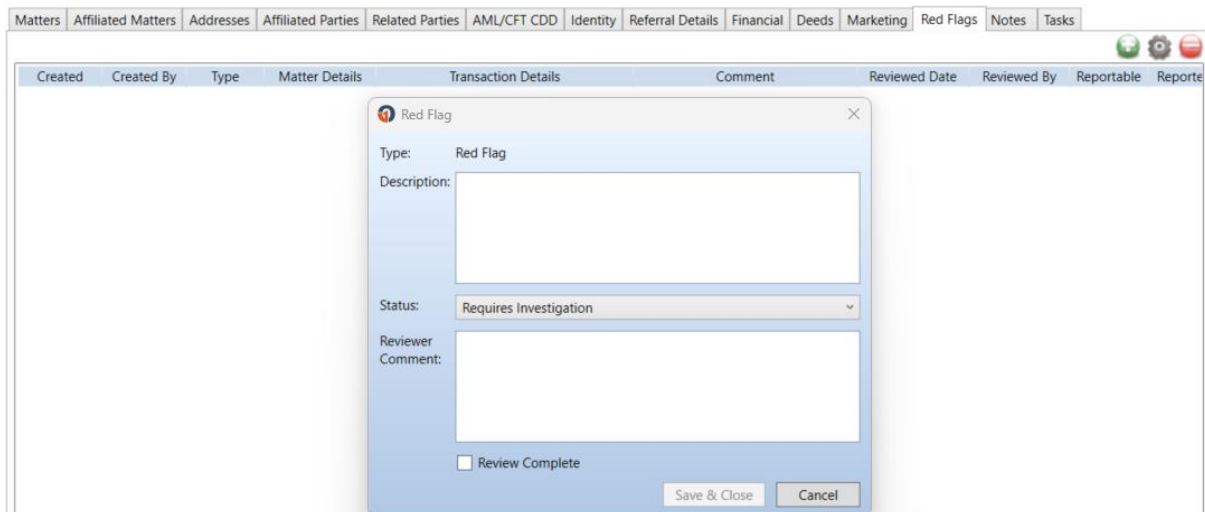 Matters Affiliated Matters Addresses Affiliated Parties Related Parties AML/CFT CDD Identity Referral Details Financial Deeds Marketing Red Flags Notes Tasks
Created Created By Type Matter Details Transaction Details Comment Reviewed Date Reviewed By Reportable Reporte
Red Flag
Type: Red Flag
Description:
Status: Requires Investigation
Reviewer
Comment:
Review Complete
Save & Close Cancel